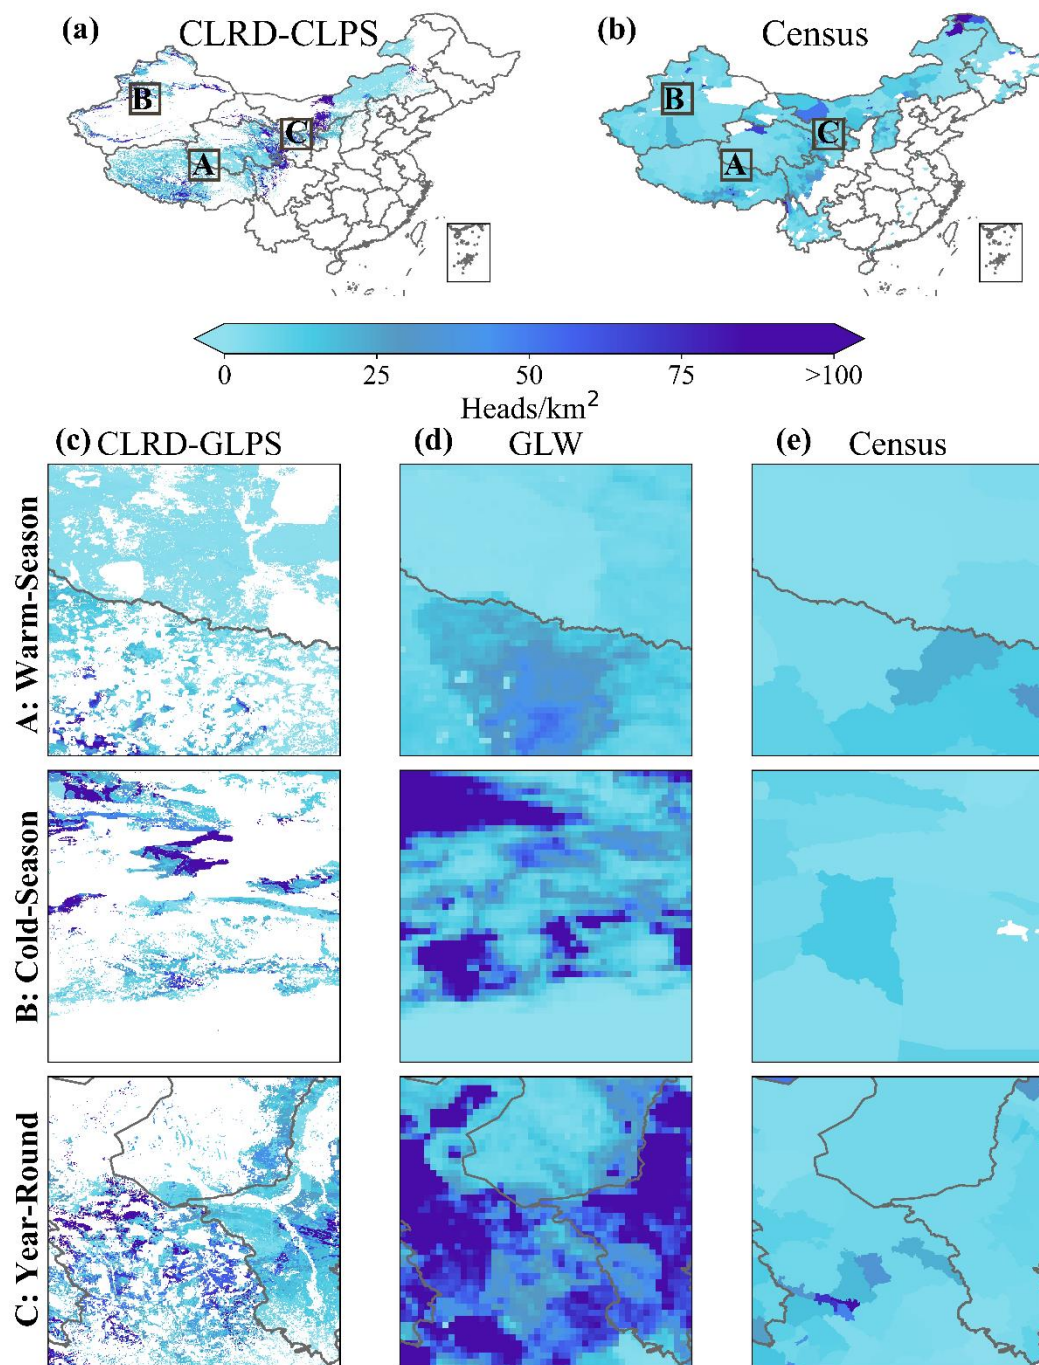 (a) CLRD-CLPS
(b) Census
B
A
C
B
A
C
0 25 50 75 >100
Heads/km²
(c) CLRD-GLPS
(d) GLW
(e) Census
A: Warm-Season
B: Cold-Season
C: Year-Round